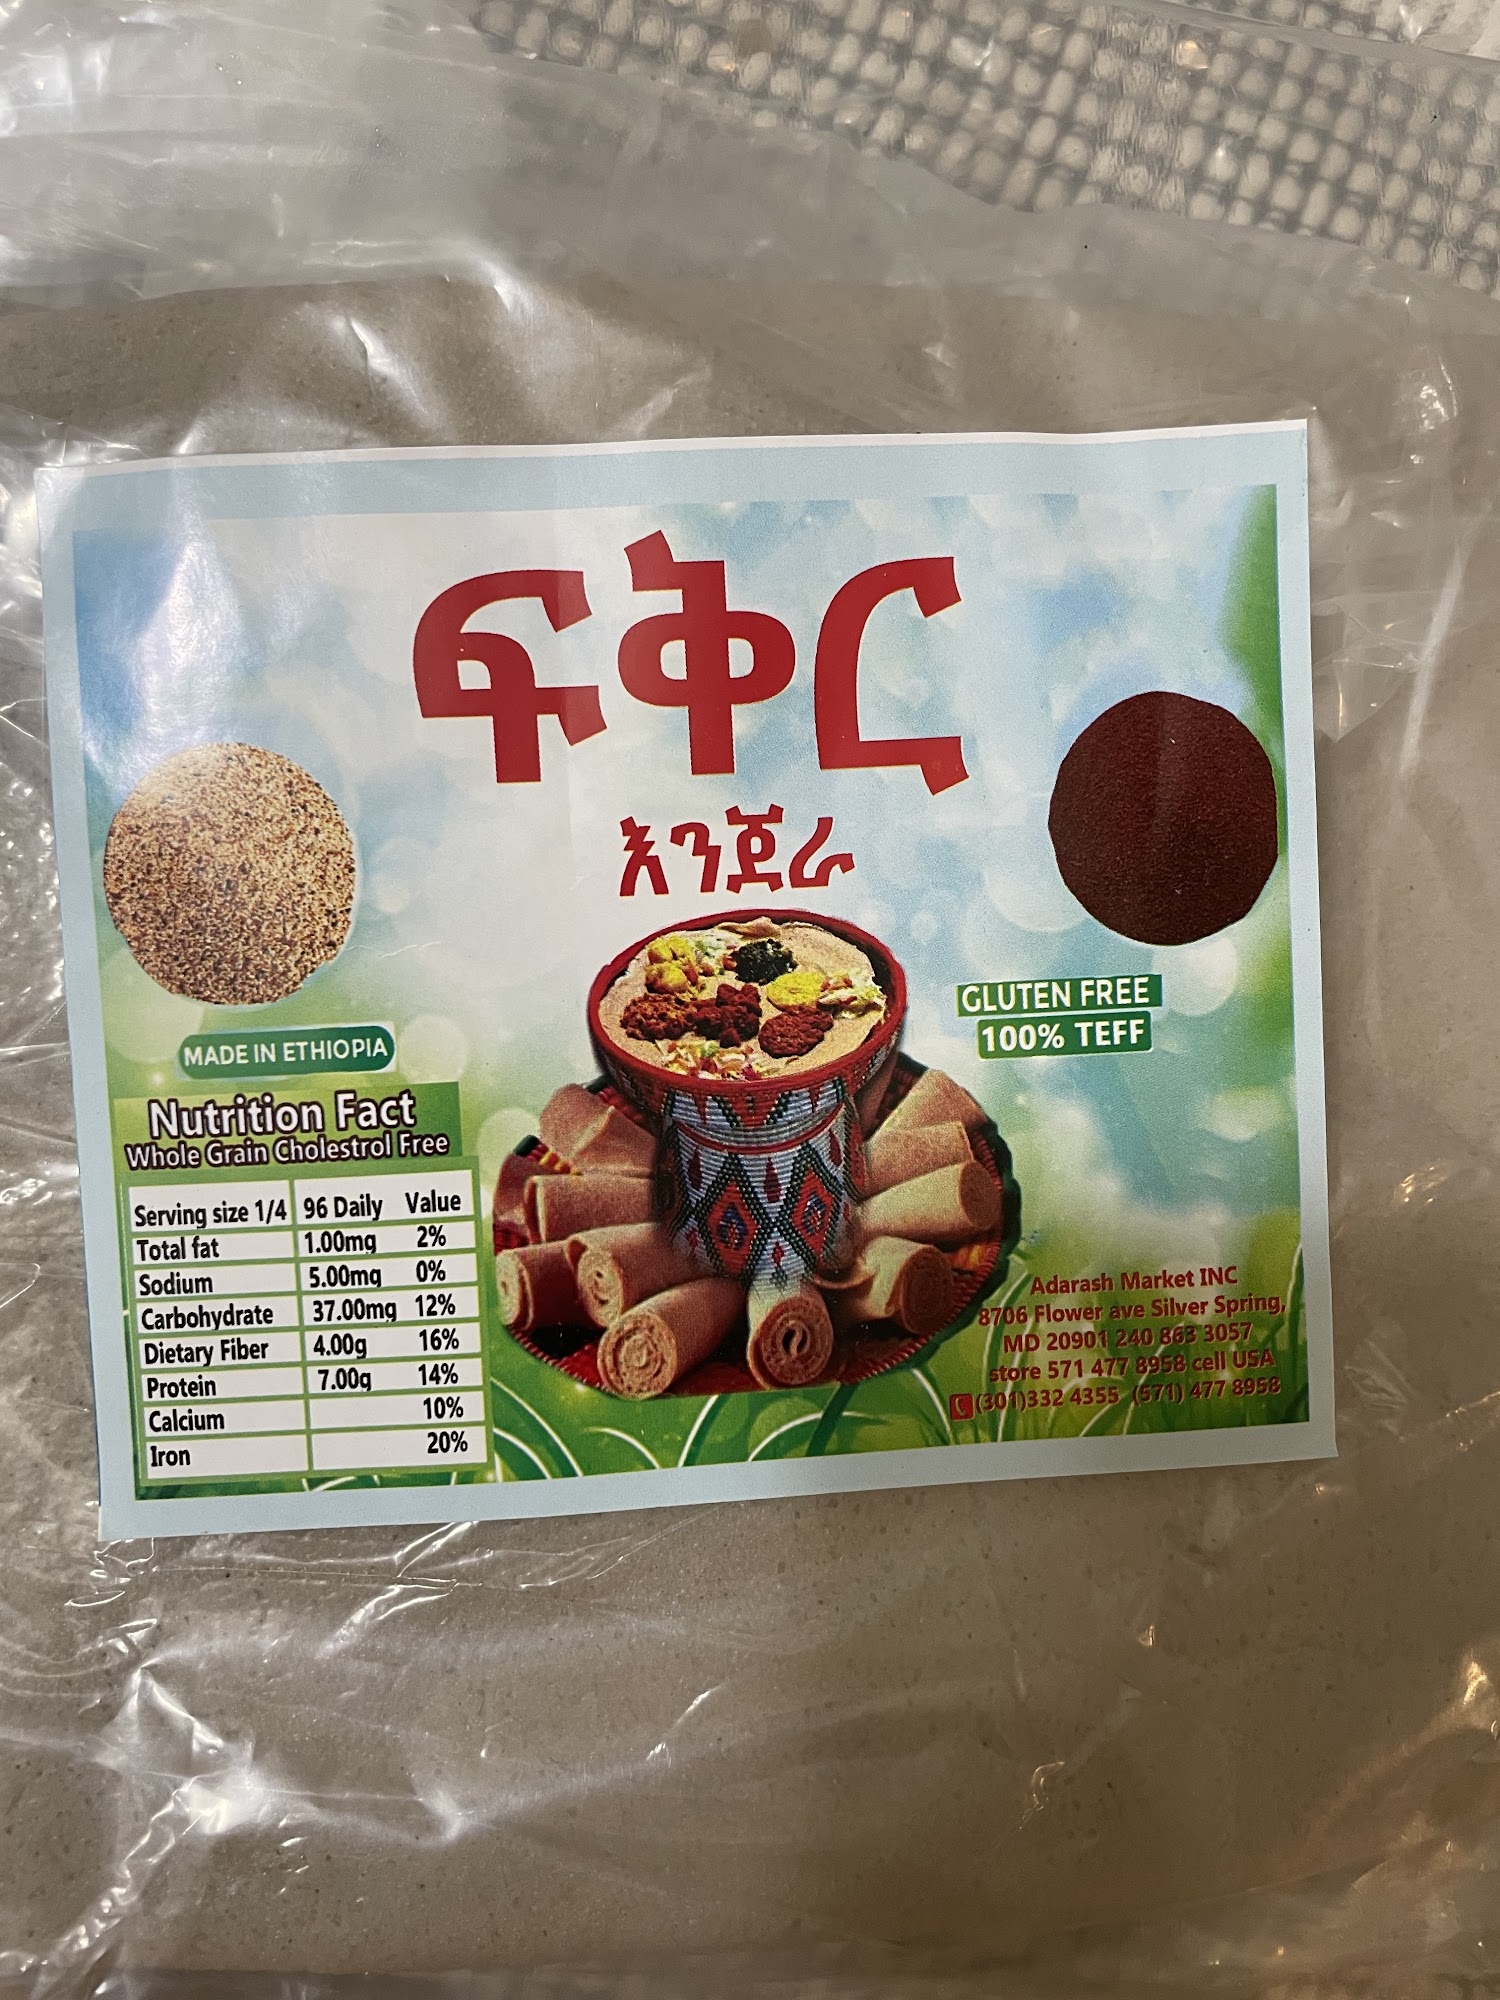 ፍቅር
እንጀራ
MADE IN ETHIOPIA
GLUTEN FREE
100% TEFF
Nutrition Fact
Whole Grain Cholestrol Free
Serving size 1/4 96 Daily Value
Total fat 1.00mg 2%
Sodium 5.00mg 0%
Carbohydrate 37.00mg 12%
Dietary Fiber 4.00g 16%
Protein 7.00g 14%
Calcium 10%
Iron 20%
Adarash Market INC
8706 Flower ave Silver Spring,
MD 20901 240 863 3057
store 571 477 8958 cell USA
(301)332 4355 (571) 477 8958